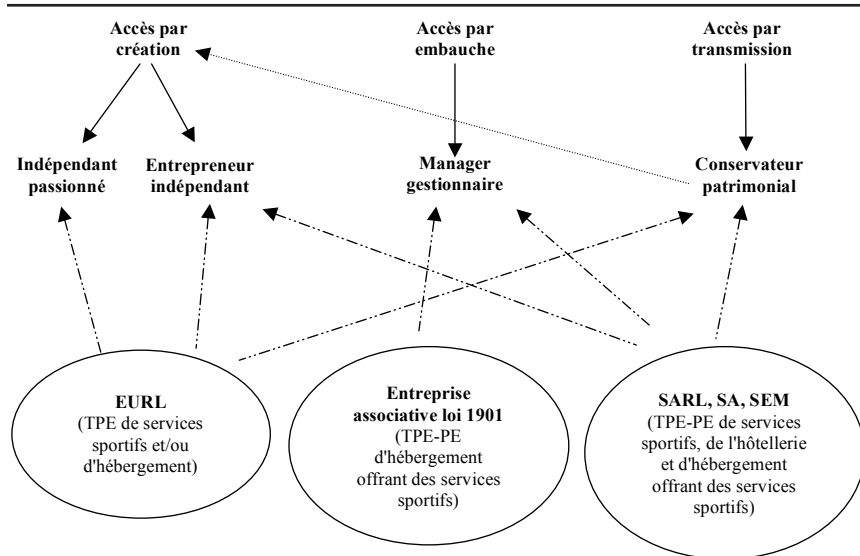 Accès par
création
Accès par
embauche
Accès par
transmission
Indépendant
passionné
Entrepreneur
indépendant
Manager
gestionnaire
Conservateur
patrimonial
EURL
(TPE de services
sportifs et/ou
d'hébergement)
Entreprise
associative loi 1901
(TPE-PE
d'hébergement
offrant des services
sportifs)
SARL, SA, SEM
(TPE-PE de services
sportifs, de l'hôtellerie
et d'hébergement
offrant des services
sportifs)